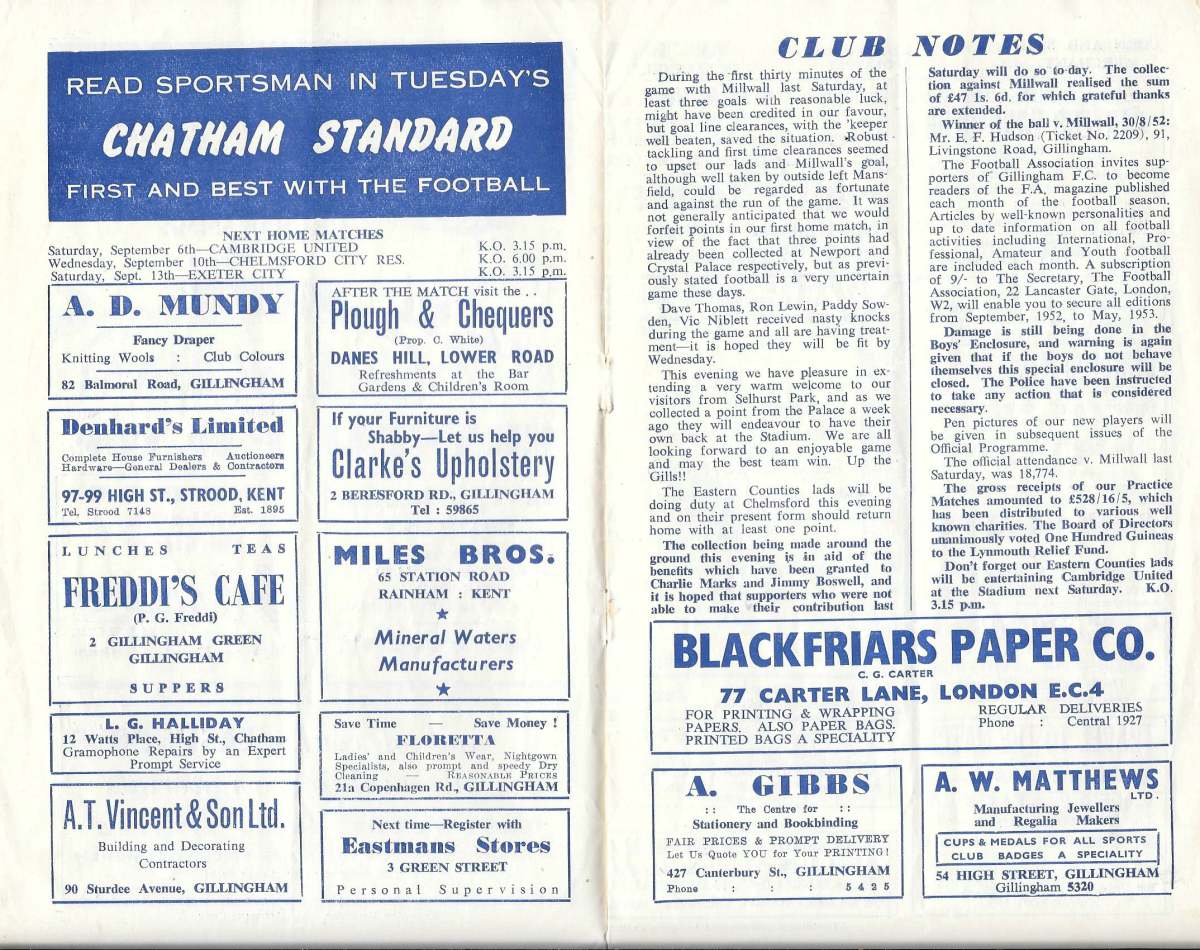 READ SPORTSMAN IN TUESDAY'S
CHATHAM STANDARD
FIRST AND BEST WITH THE FOOTBALL
NEXT HOME MATCHES
Saturday, September 6th—CAMBRIDGE UNITED K.O. 3.15 p.m.
Wednesday, September 10th—CHELMSFORD CITY RES. K.O. 6.00 p.m.
Saturday, Sept. 13th—EXETER CITY K.O. 3.15 p.m.
A. D. MUNDY
Fancy Draper
Knitting Wools : Club Colours
82 Balmoral Road, GILLINGHAM
AFTER THE MATCH visit the . .
Plough & Chequers
(Prop. C. White)
DANES HILL, LOWER ROAD
Refreshments at the Bar
Gardens & Children's Room
Denhard's Limited
Complete House Furnishers Auctioneers
Hardware—General Dealers & Contractors
97-99 HIGH ST., STROOD, KENT
Tel. Strood 7148 Est. 1895
If your Furniture is
Shabby—Let us help you
Clarke's Upholstery
2 BERESFORD RD., GILLINGHAM
Tel : 59865
LUNCHES TEAS
FREDDI'S CAFE
(P. G. Freddi)
2 GILLINGHAM GREEN
GILLINGHAM
SUPPERS
MILES BROS.
65 STATION ROAD
RAINHAM : KENT
Mineral Waters
Manufacturers
L. G. HALLIDAY
12 Watts Place, High St., Chatham
Gramophone Repairs by an Expert
Prompt Service
Save Time — Save Money !
FLORETTA
Ladies' and Children's Wear, Nightgown
Specialists, also prompt and speedy Dry
Cleaning — REASONABLE PRICES
21a Copenhagen Rd., GILLINGHAM
A.T. Vincent & Son Ltd.
Building and Decorating
Contractors
90 Sturdee Avenue, GILLINGHAM
Next time—Register with
Eastmans Stores
3 GREEN STREET
Personal Supervision
CLUB NOTES
During the first thirty minutes of the
game with Millwall last Saturday, at
least three goals with reasonable luck,
might have been credited in our favour,
but goal line clearances, with the 'keeper
well beaten, saved the situation. Robust
tackling and first time clearances seemed
to upset our lads and Millwall's goal,
although well taken by outside left Mans-
field, could be regarded as fortunate
and against the run of the game. It was
not generally anticipated that we would
forfeit points in our first home match, in
view of the fact that three points had
already been collected at Newport and
Crystal Palace respectively, but as previ-
ously stated football is a very uncertain
game these days.
Dave Thomas, Ron Lewin, Paddy Sow-
den, Vic Niblett received nasty knocks
during the game and all are having treat-
ment—it is hoped they will be fit by
Wednesday.
This evening we have pleasure in ex-
tending a very warm welcome to our
visitors from Selhurst Park, and as we
collected a point from the Palace a week
ago they will endeavour to have their
own back at the Stadium. We are all
looking forward to an enjoyable game
and may the best team win. Up the
Gills!!
The Eastern Counties lads will be
doing duty at Chelmsford this evening
and on their present form should return
home with at least one point.
The collection being made around the
ground this evening is in aid of the
benefits which have been granted to
Charlie Marks and Jimmy Boswell, and
it is hoped that supporters who were not
able to make their contribution last
Saturday will do so to-day. The collec-
tion against Millwall realised the sum
of £47 1s. 6d. for which grateful thanks
are extended.
Winner of the ball v. Millwall, 30/8/52:
Mr. E. F. Hudson (Ticket No. 2209), 91,
Livingstone Road, Gillingham.
The Football Association invites sup-
porters of Gillingham F.C. to become
readers of the F.A. magazine published
each month of the football season.
Articles by well-known personalities and
up to date information on all football
activities including International, Pro-
fessional, Amateur and Youth football
are included each month. A subscription
of 9/- to The Secretary, The Football
Association, 22 Lancaster Gate, London,
W2, will enable you to secure all editions
from September, 1952, to May, 1953.
Damage is still being done in the
Boys' Enclosure, and warning is again
given that if the boys do not behave
themselves this special enclosure will be
closed. The Police have been instructed
to take any action that is considered
necessary.
Pen pictures of our new players will
be given in subsequent issues of the
Official Programme.
The official attendance v. Millwall last
Saturday, was 18,774.
The gross receipts of our Practice
Matches amounted to £528/16/5, which
has been distributed to various well
known charities. The Board of Directors
unanimously voted One Hundred Guineas
to the Lynmouth Relief Fund.
Don't forget our Eastern Counties lads
will be entertaining Cambridge United
at the Stadium next Saturday. K.O.
3.15 p.m.
BLACKFRIARS PAPER CO.
C. G. CARTER
77 CARTER LANE, LONDON E.C.4
FOR PRINTING & WRAPPING
PAPERS. ALSO PAPER BAGS.
PRINTED BAGS A SPECIALITY
REGULAR DELIVERIES
Phone : Central 1927
A. GIBBS
: : The Centre for : :
Stationery and Bookbinding
FAIR PRICES & PROMPT DELIVERY
Let Us Quote YOU for Your PRINTING!
427 Canterbury St., GILLINGHAM
Phone : : : 5425
A. W. MATTHEWS
LTD.
Manufacturing Jewellers
and Regalia Makers
CUPS & MEDALS FOR ALL SPORTS
CLUB BADGES A SPECIALITY
54 HIGH STREET, GILLINGHAM
Gillingham 5320